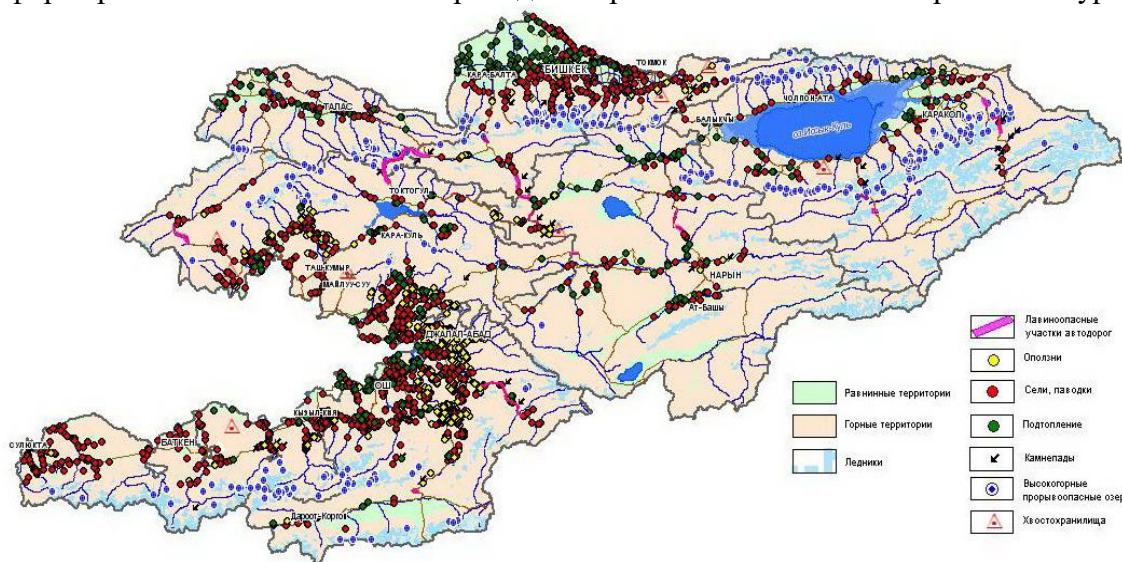 КАРА-БАЛТА
БИШКЕК
ТОКМОК
ТАЛАС
ЧОЛПОН-АТА
БАЛЫКЧЫ
оз.Иссык-Куль
КАРАКОЛ
ТОКТОГУЛ
КАРА-КУЛЬ
ТАШ-КУМЫР
МАЙЛУУ-СУУ
НАРЫН
Ат-Башы
ДЖАЛАЛ-АБАД
ОШ
КЫЗЫЛ-КИЯ
БАТКЕН
СУЛЮКТА
Дароот-Коргон
Равнинные территории
Горные территории
Ледники
Лавиноопасные
участки автодорог
Оползни
Сели, паводки
Подтопление
Камнепады
Высокогорные
прорывоопасные озер
Хвостохранилища